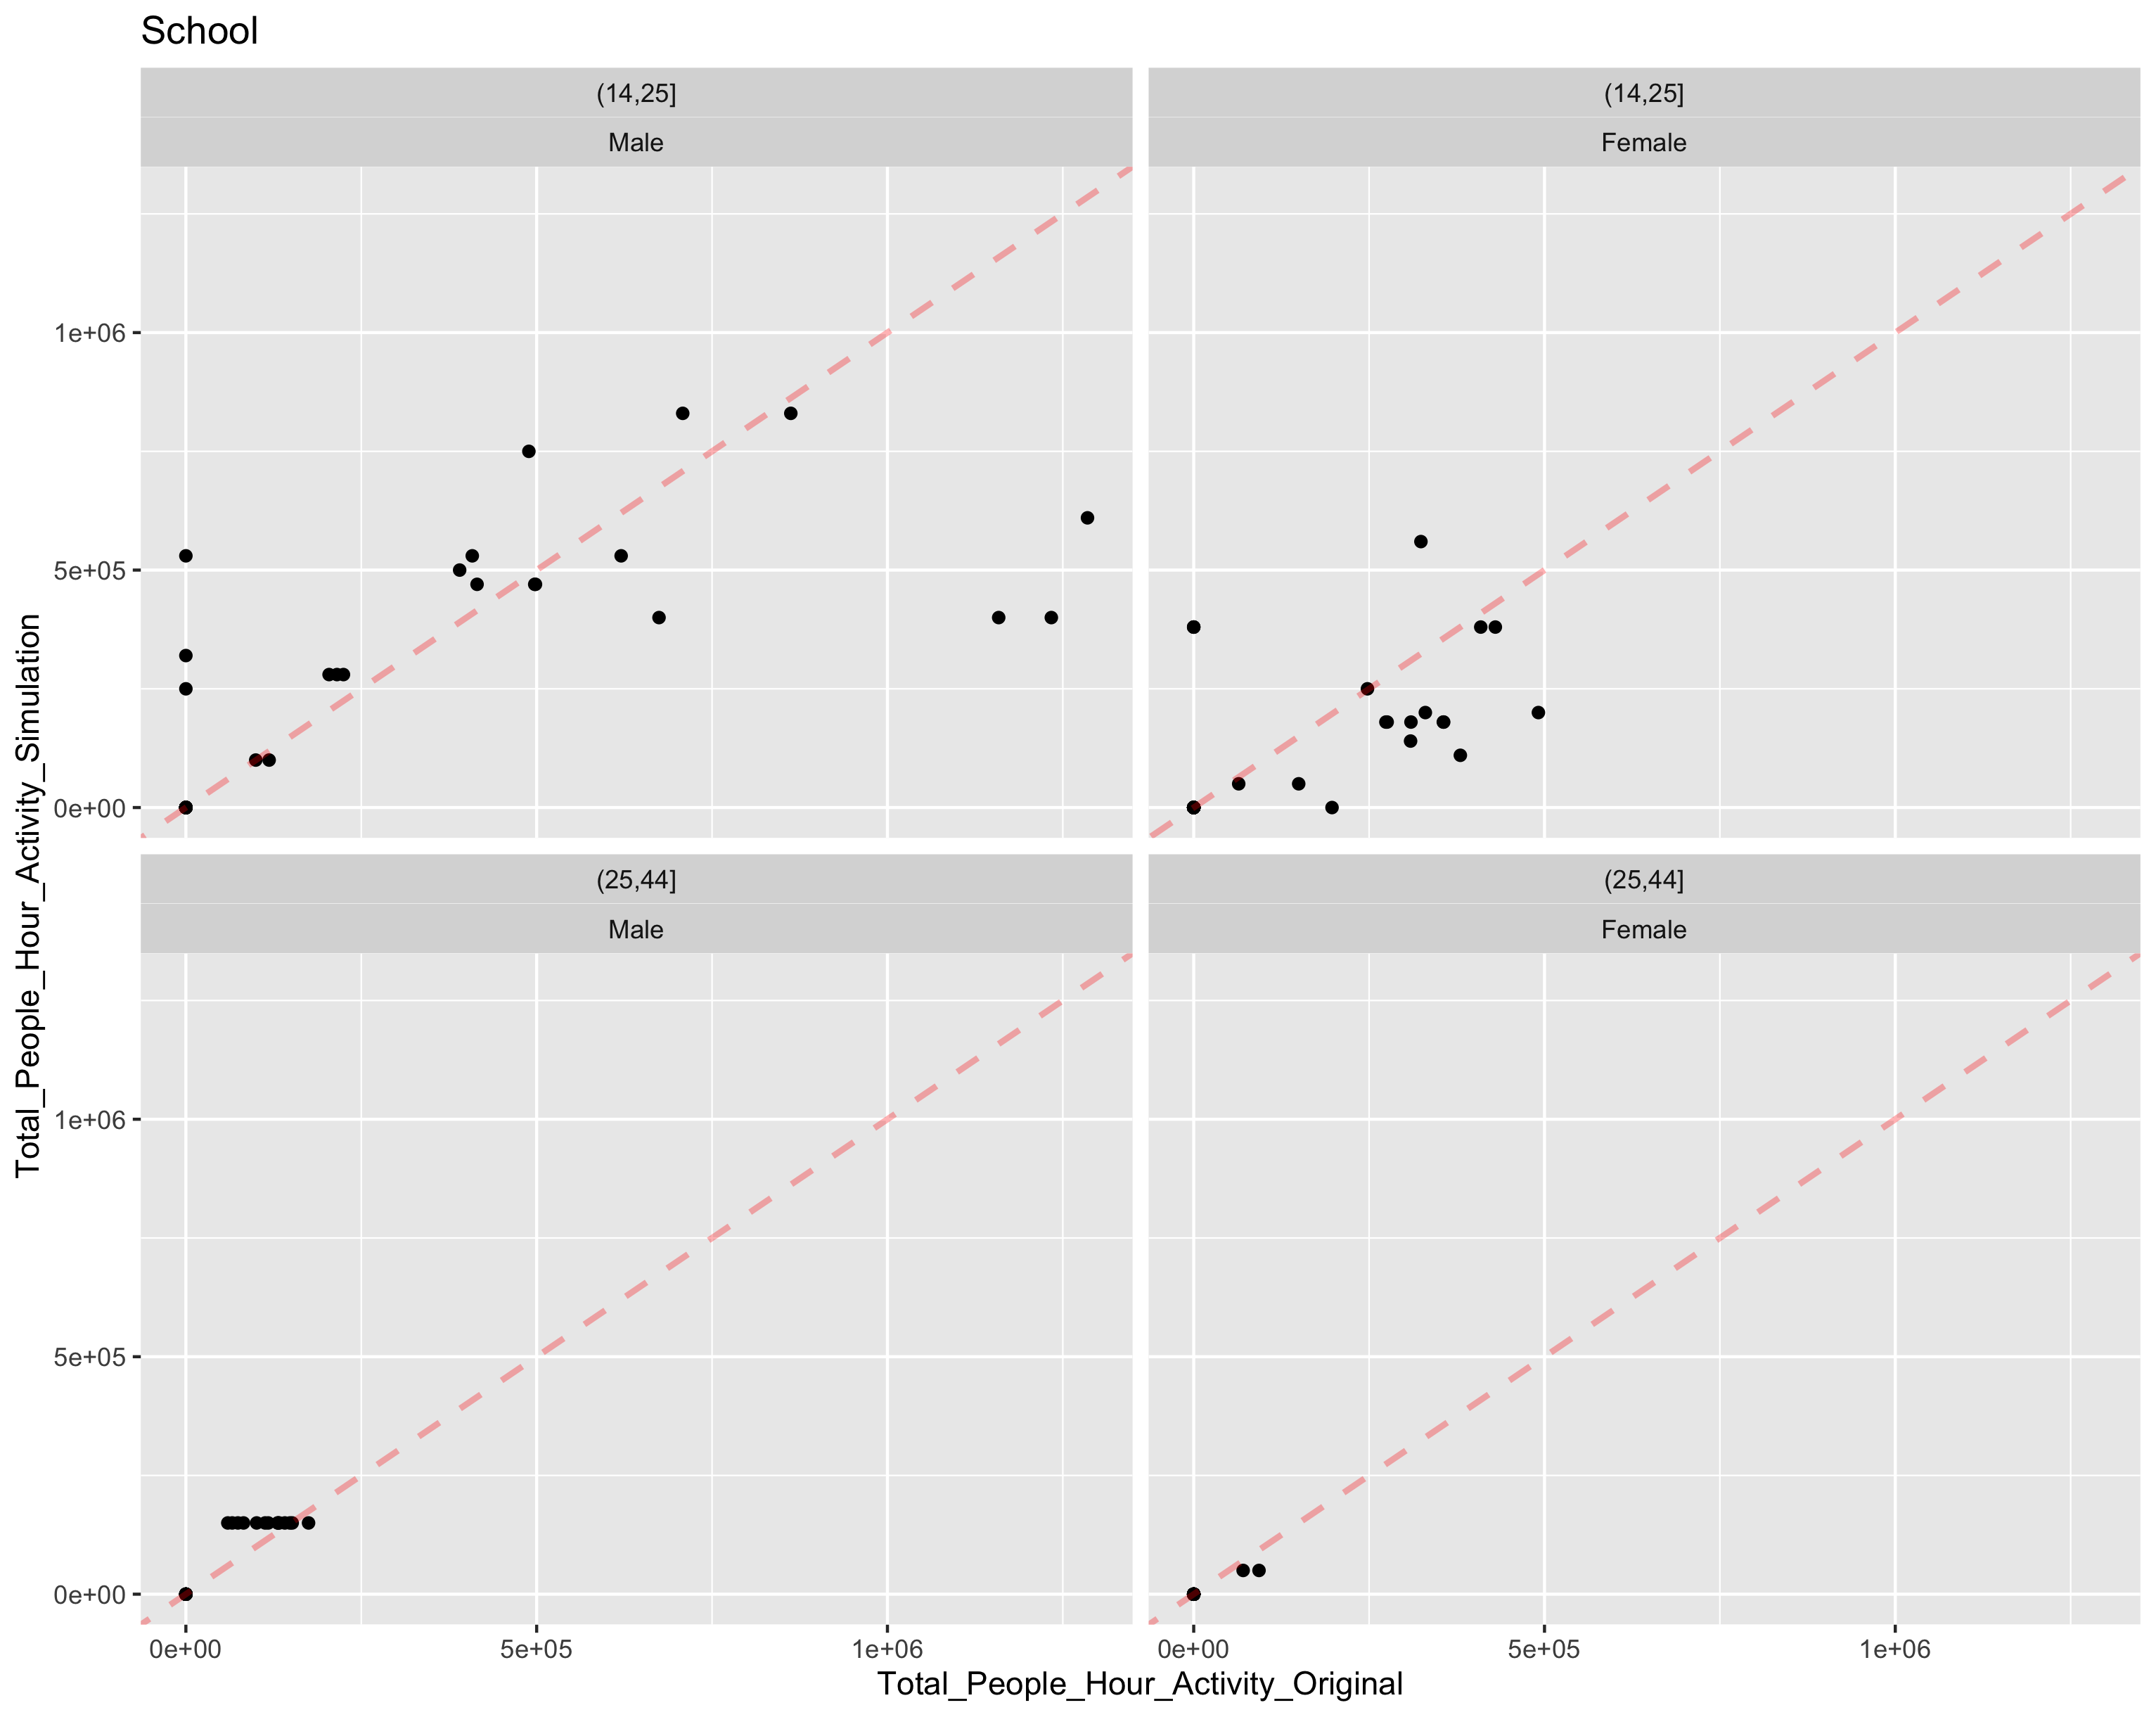 School
(14,25]
Male
(14,25]
Female
1e+06
5e+05
0e+00
(25,44]
Male
(25,44]
Female
1e+06
5e+05
0e+00
0e+00
5e+05
1e+06
0e+00
5e+05
1e+06
Total_People_Hour_Activity_Original
Total_People_Hour_Activity_Simulation